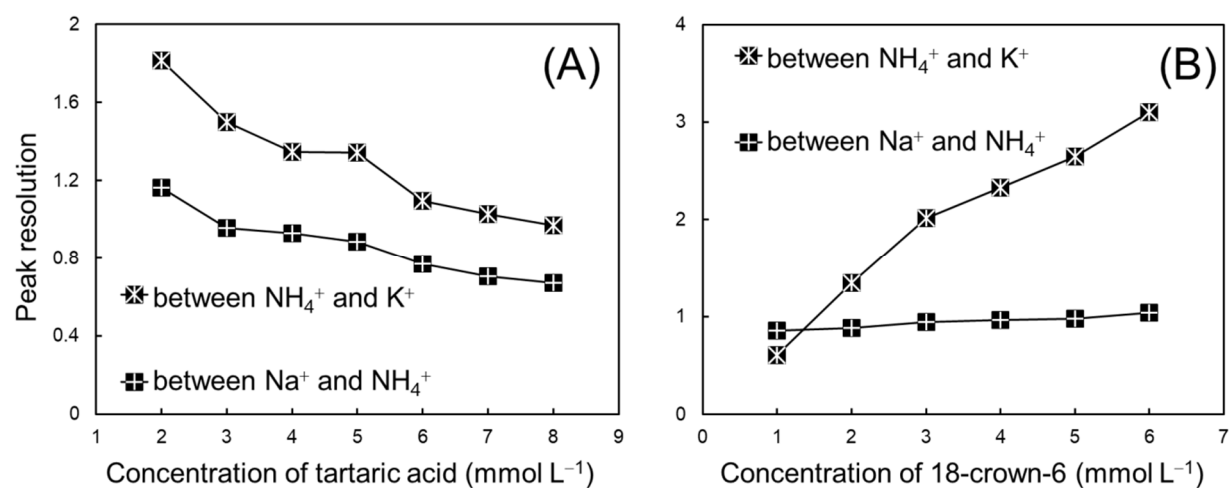 2
1.6
1.2
0.8
0.4
0
Peak resolution
(A)
between NH₄⁺ and K⁺
between Na⁺ and NH₄⁺
1 2 3 4 5 6 7 8 9
Concentration of tartaric acid (mmol L⁻¹)
4
3
2
1
0
(B)
between NH₄⁺ and K⁺
between Na⁺ and NH₄⁺
0 1 2 3 4 5 6 7
Concentration of 18-crown-6 (mmol L⁻¹)